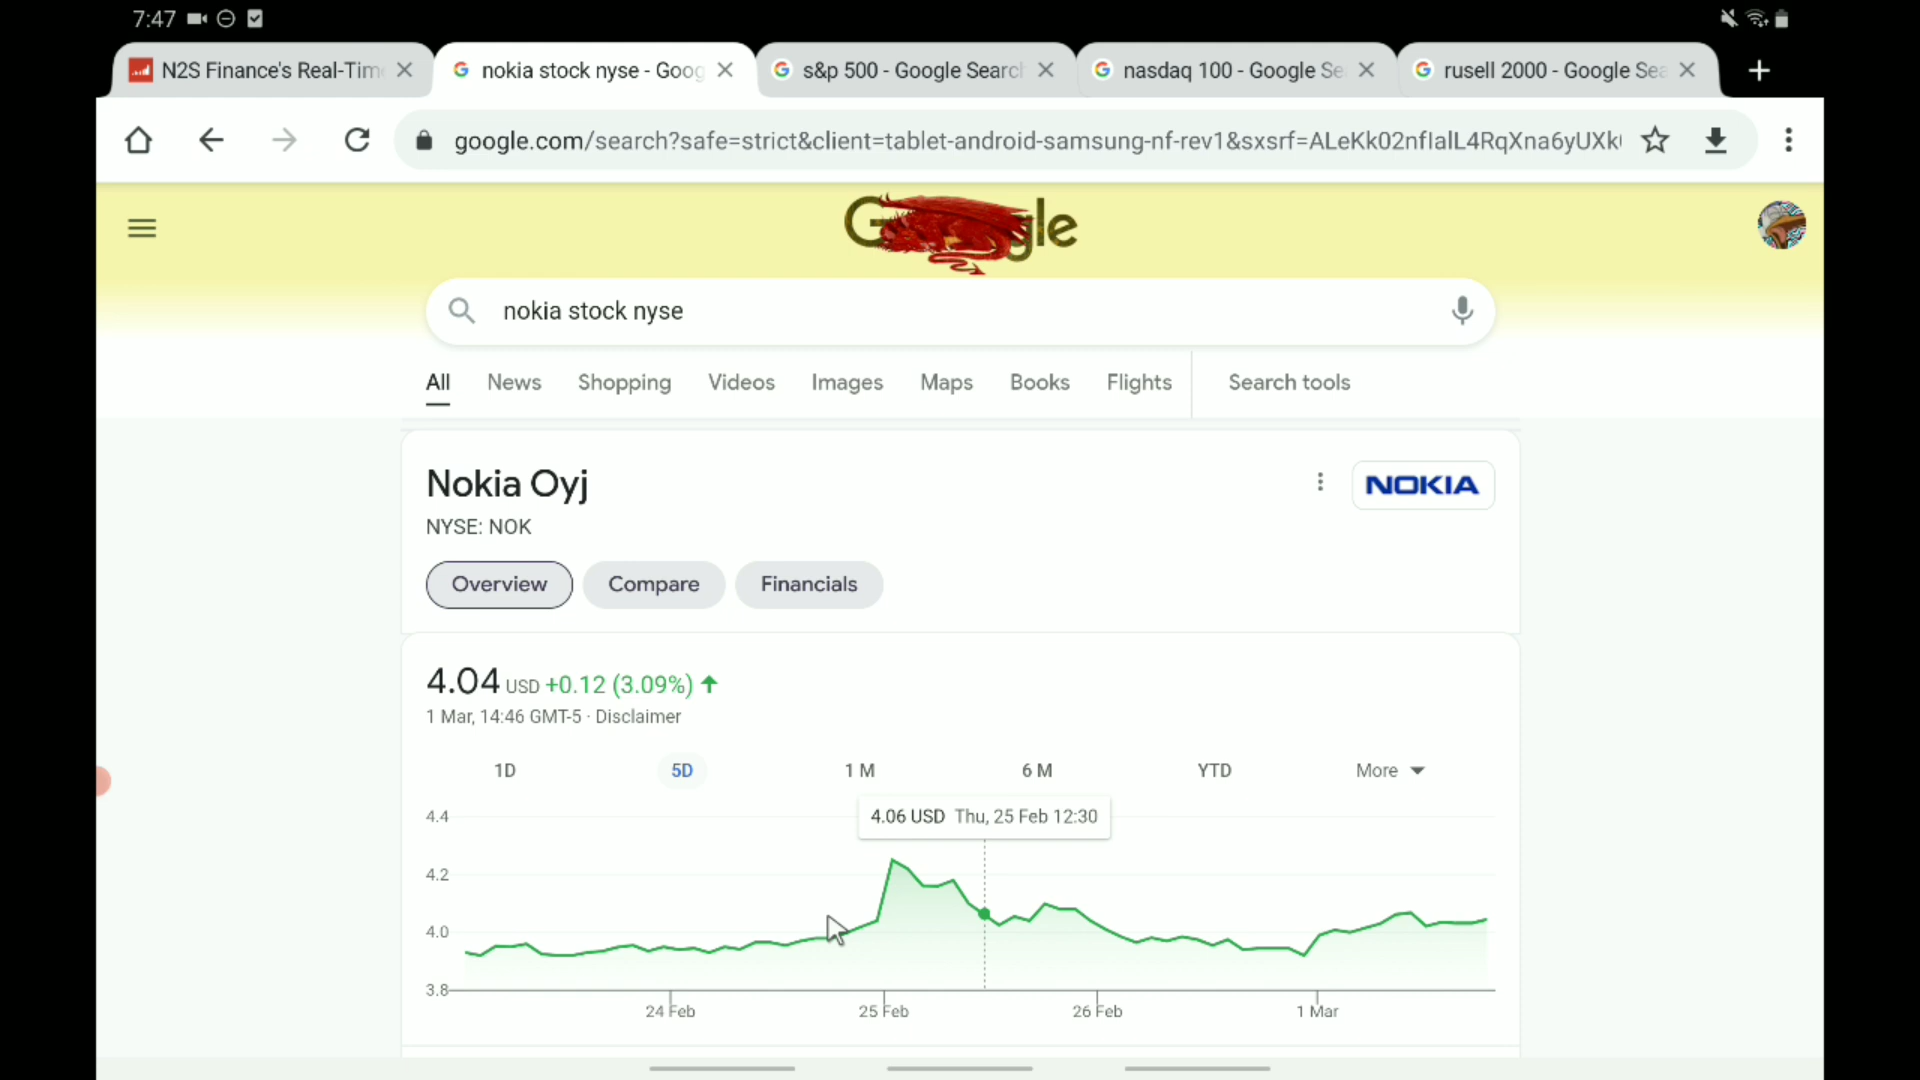 7:47
N2S Finance's Real-Tim
nokia stock nyse - Goog
s&p 500 - Google Search
nasdaq 100 - Google Se
rusell 2000 - Google Sea
google.com/search?safe=strict&client=tablet-android-samsung-nf-rev1&sxsrf=ALeKk02nfIalL4RqXna6yUXk
G gle
nokia stock nyse
All News Shopping Videos Images Maps Books Flights Search tools
Nokia Oyj
NOKIA
NYSE: NOK
Overview Compare Financials
4.04 USD +0.12 (3.09%)
1 Mar, 14:46 GMT-5 · Disclaimer
1D 5D 1 M 6 M YTD More
4.06 USD Thu, 25 Feb 12:30
4.4
4.2
4.0
3.8
24 Feb 25 Feb 26 Feb 1 Mar